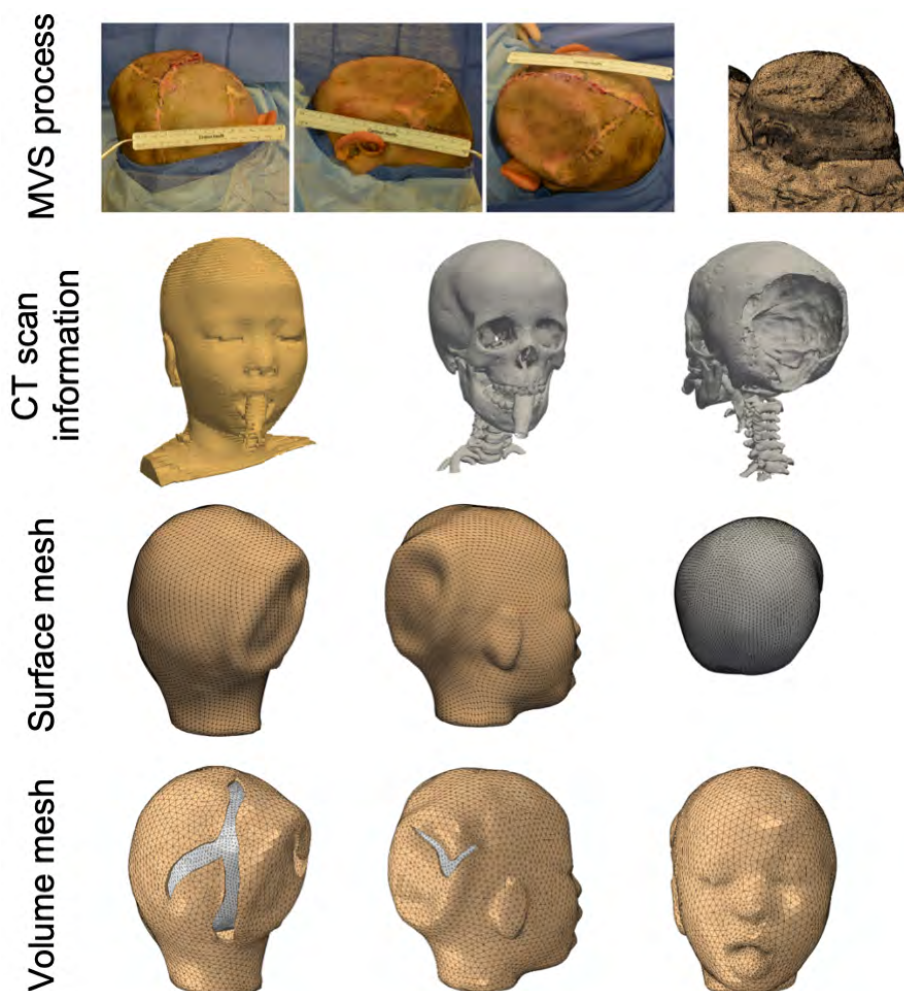 MVS process
CT scan
information
Surface mesh
Volume mesh